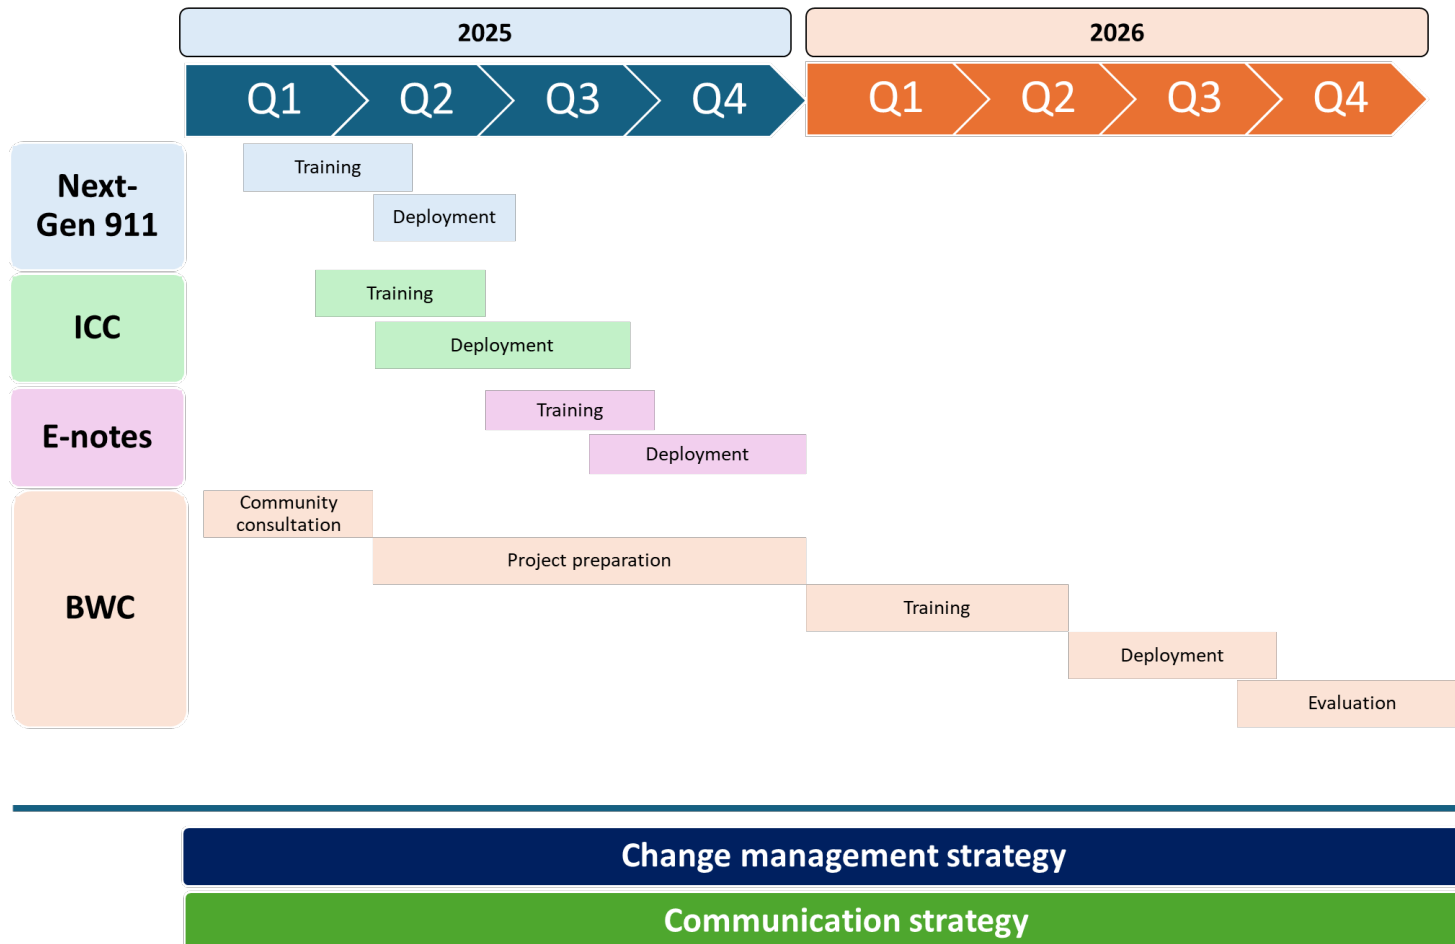 2025
2026
Q1
Q2
Q3
Q4
Q1
Q2
Q3
Q4
Next-
Gen 911
Training
Deployment
ICC
Training
Deployment
E-notes
Training
Deployment
BWC
Community
consultation
Project preparation
Training
Deployment
Evaluation
Change management strategy
Communication strategy